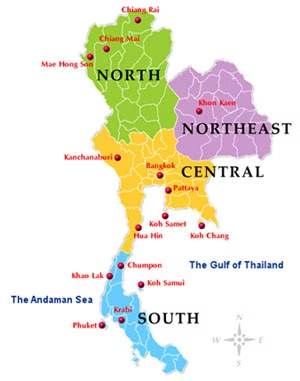 Chiang Rai
Chiang Mai
Mae Hong Son
NORTH
Khon Kaen
NORTHEAST
Kanchanaburi
CENTRAL
Bangkok
Pattaya
Koh Samet
Hua Hin
Koh Chang
Chumpon
The Gulf of Thailand
Khao Lak
Koh Samui
The Andaman Sea
Krabi
SOUTH
Phuket
N
W
E
S